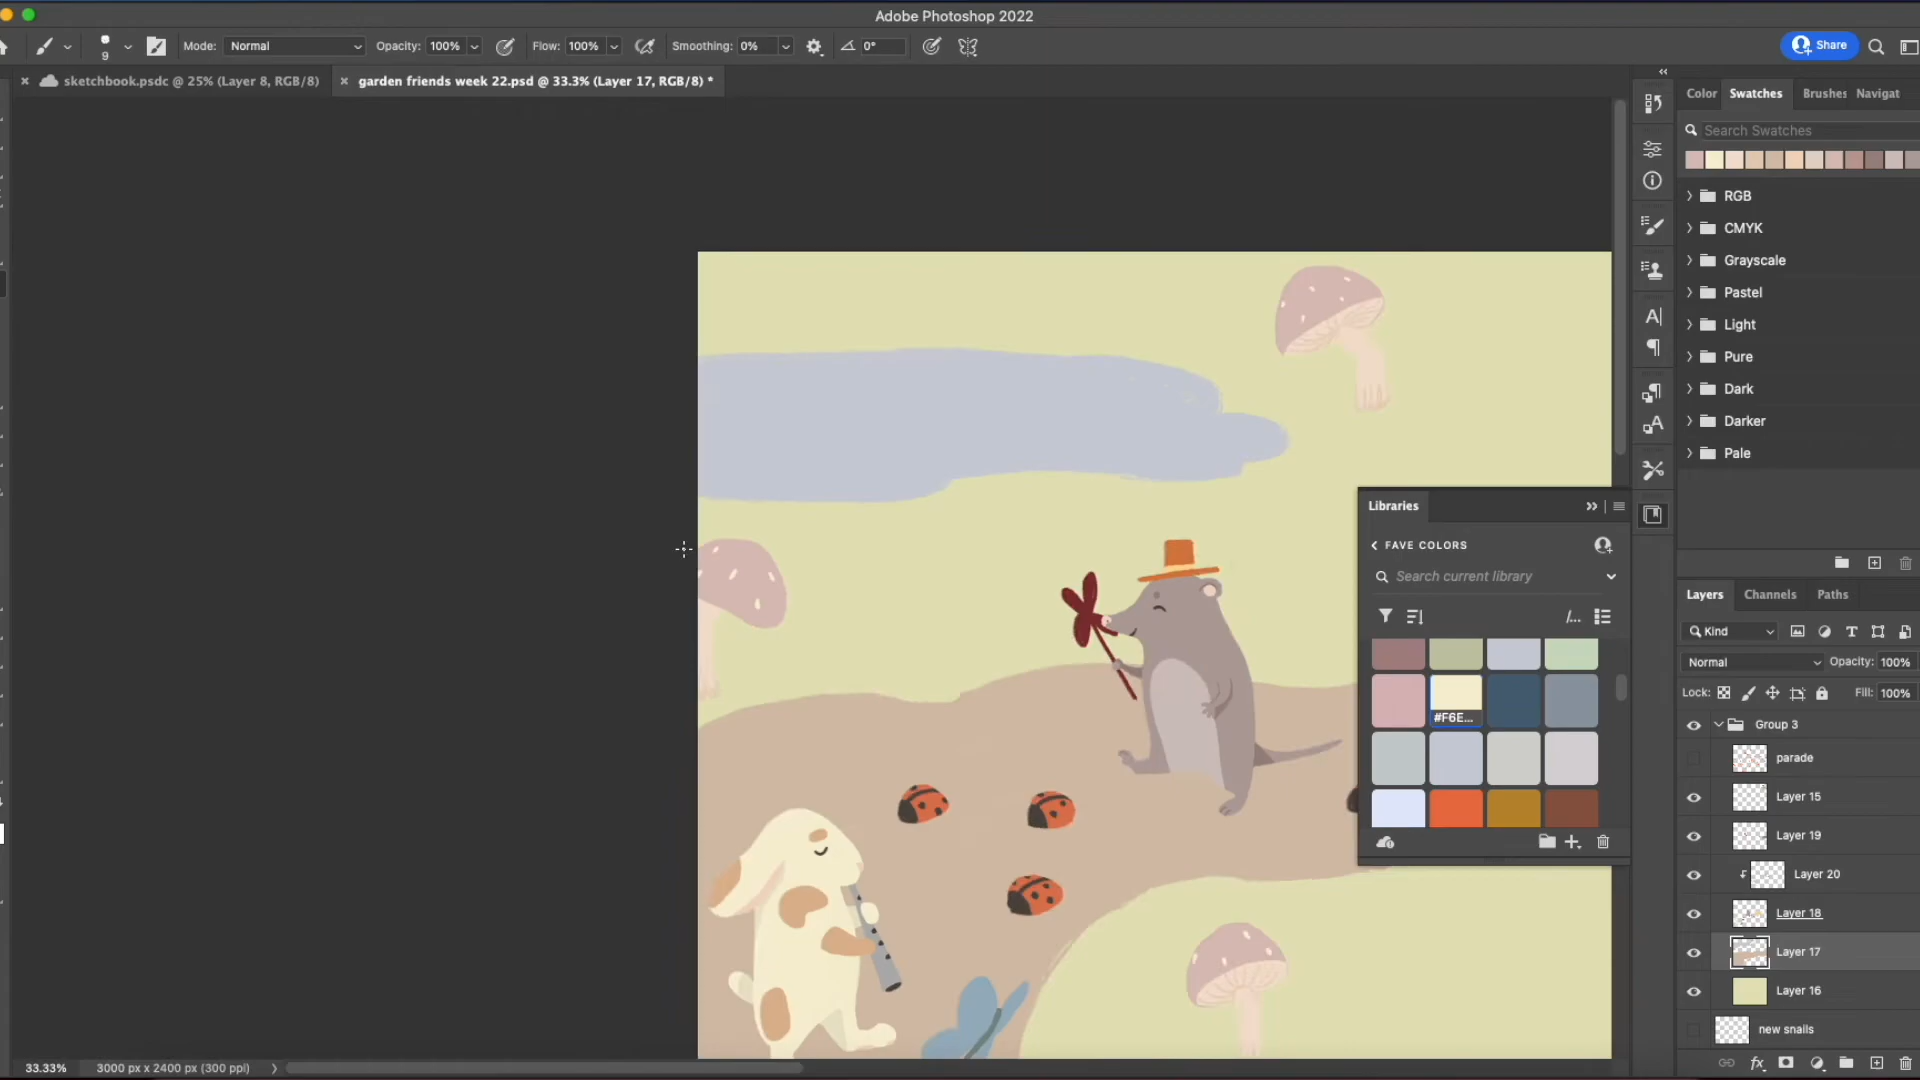 Adobe Photoshop 2022
9
Mode: Normal
Opacity: 100%
Flow: 100%
Smoothing: 0%
0°
Share
× sketchbook.psdc @ 25% (Layer 8, RGB/8)
× garden friends week 22.psd @ 33.3% (Layer 17, RGB/8) *
Color Swatches Brushes Navigat
Search Swatches
RGB
CMYK
Grayscale
Pastel
Light
Pure
Dark
Darker
Pale
Libraries
FAVE COLORS
Search current library
/...
#F6E...
Layers Channels Paths
Kind
Normal
Opacity: 100%
Lock:
Fill: 100%
Group 3
parade
Layer 15
Layer 19
Layer 20
Layer 18
Layer 17
Layer 16
new snails
fx
33.33%
3000 px x 2400 px (300 ppi)